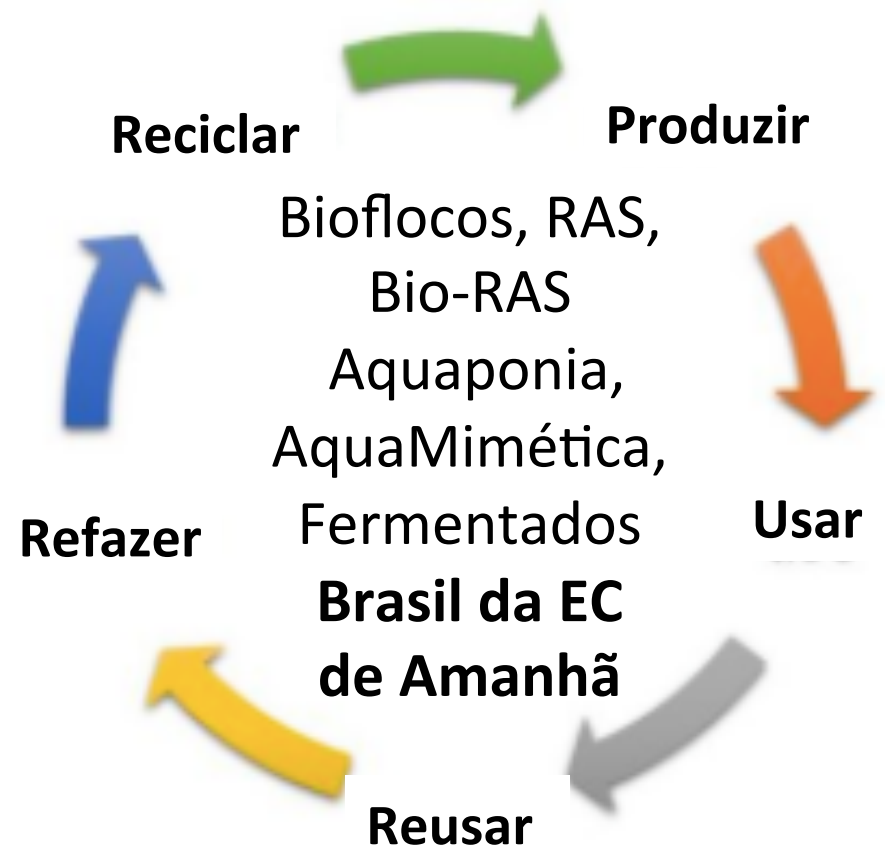 Reciclar
Produzir
Bioflocos, RAS,
Bio-RAS
Aquaponia,
AquaMimética,
Fermentados
Brasil da EC
de Amanhã
Refazer
Usar
Reusar